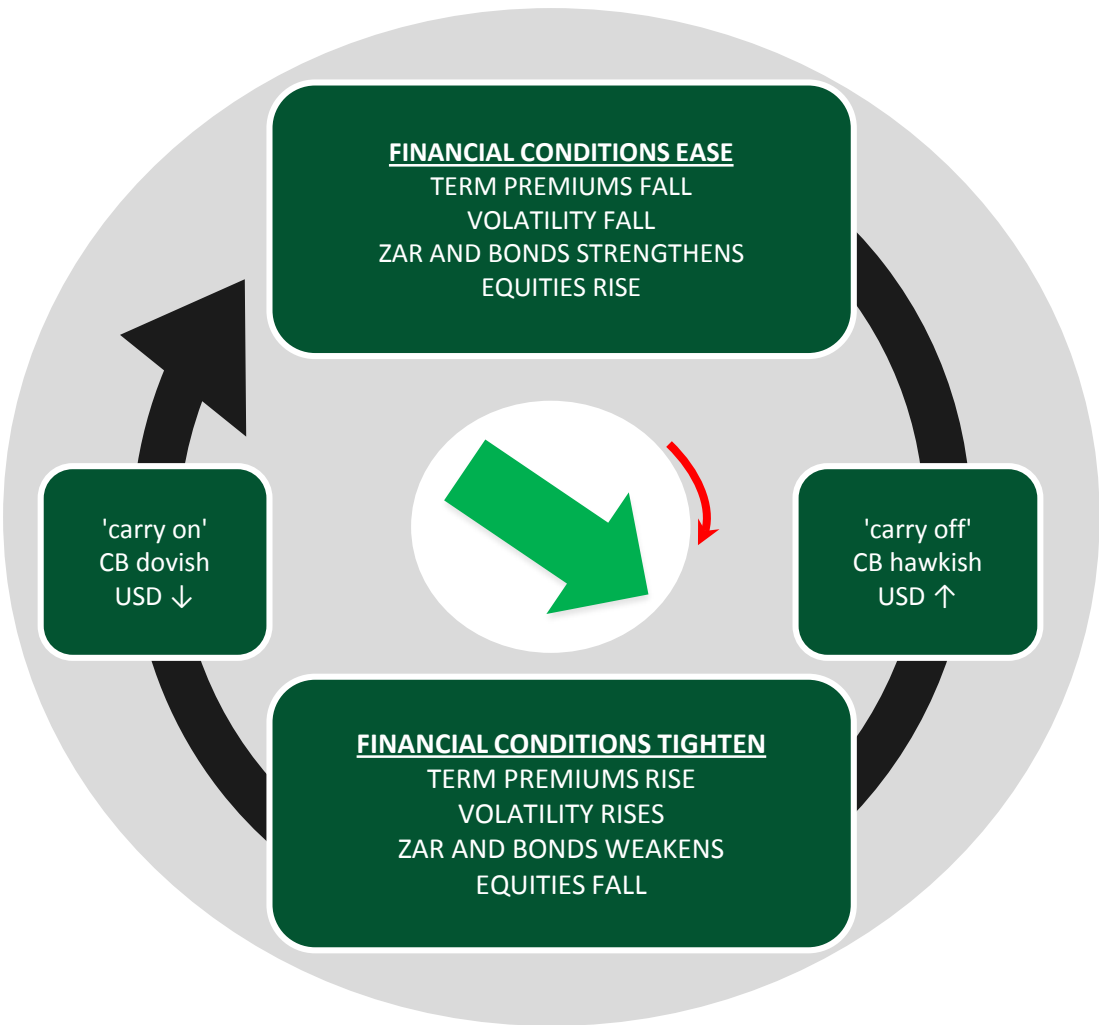 FINANCIAL CONDITIONS EASE
TERM PREMIUMS FALL
VOLATILITY FALL
ZAR AND BONDS STRENGTHENS
EQUITIES RISE
'carry on'
CB dovish
USD ↓
'carry off'
CB hawkish
USD ↑
FINANCIAL CONDITIONS TIGHTEN
TERM PREMIUMS RISE
VOLATILITY RISES
ZAR AND BONDS WEAKENS
EQUITIES FALL